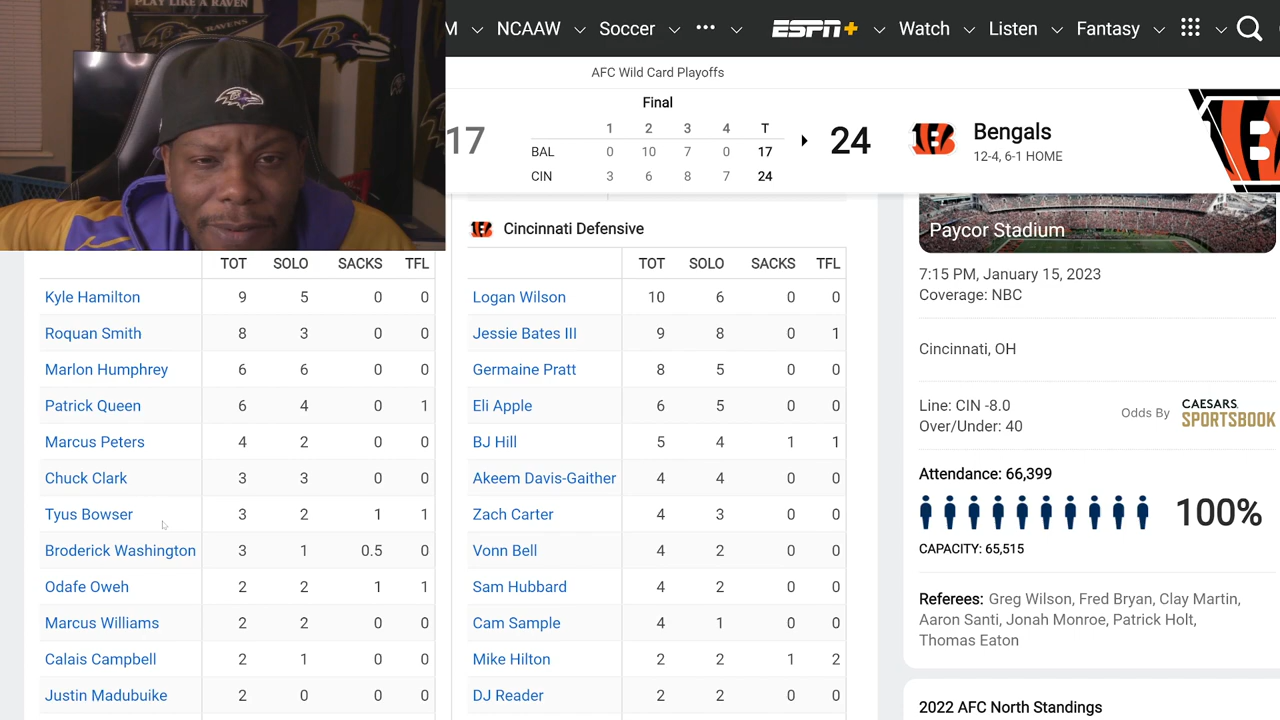 PLAY LIKE A RAVEN
M NCAAW Soccer ••• ESPN+ Watch Listen Fantasy
AFC Wild Card Playoffs
Final
17
1 2 3 4 T
BAL 0 10 7 0 17
CIN 3 6 8 7 24
24
Bengals
12-4, 6-1 HOME
Cincinnati Defensive
TOT SOLO SACKS TFL
Kyle Hamilton 9 5 0 0
Roquan Smith 8 3 0 0
Marlon Humphrey 6 6 0 0
Patrick Queen 6 4 0 1
Marcus Peters 4 2 0 0
Chuck Clark 3 3 0 0
Tyus Bowser 3 2 1 1
Broderick Washington 3 1 0.5 0
Odafe Oweh 2 2 1 1
Marcus Williams 2 2 0 0
Calais Campbell 2 1 0 0
Justin Madubuike 2 0 0 0
TOT SOLO SACKS TFL
Logan Wilson 10 6 0 0
Jessie Bates III 9 8 0 1
Germaine Pratt 8 5 0 0
Eli Apple 6 5 0 0
BJ Hill 5 4 1 1
Akeem Davis-Gaither 4 4 0 0
Zach Carter 4 3 0 0
Vonn Bell 4 2 0 0
Sam Hubbard 4 2 0 0
Cam Sample 4 1 0 0
Mike Hilton 2 2 1 2
DJ Reader 2 2 0 0
Paycor Stadium
7:15 PM, January 15, 2023
Coverage: NBC
Cincinnati, OH
Line: CIN -8.0
Over/Under: 40
Odds By CAESARS SPORTSBOOK
Attendance: 66,399
100%
CAPACITY: 65,515
Referees: Greg Wilson, Fred Bryan, Clay Martin,
Aaron Santi, Jonah Monroe, Patrick Holt,
Thomas Eaton
2022 AFC North Standings